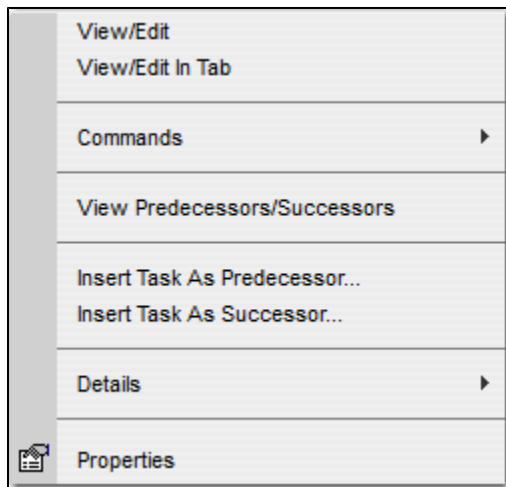 View/Edit
View/Edit In Tab
Commands
View Predecessors/Successors
Insert Task As Predecessor...
Insert Task As Successor...
Details
Properties